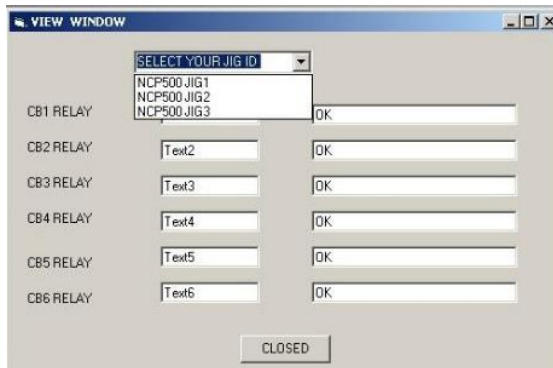 VIEW WINDOW
SELECT YOUR JIG ID
NCP500 JIG1
NCP500 JIG2
NCP500 JIG3
CB1 RELAY OK
CB2 RELAY Text2 OK
CB3 RELAY Text3 OK
CB4 RELAY Text4 OK
CB5 RELAY Text5 OK
CB6 RELAY Text6 OK
CLOSED